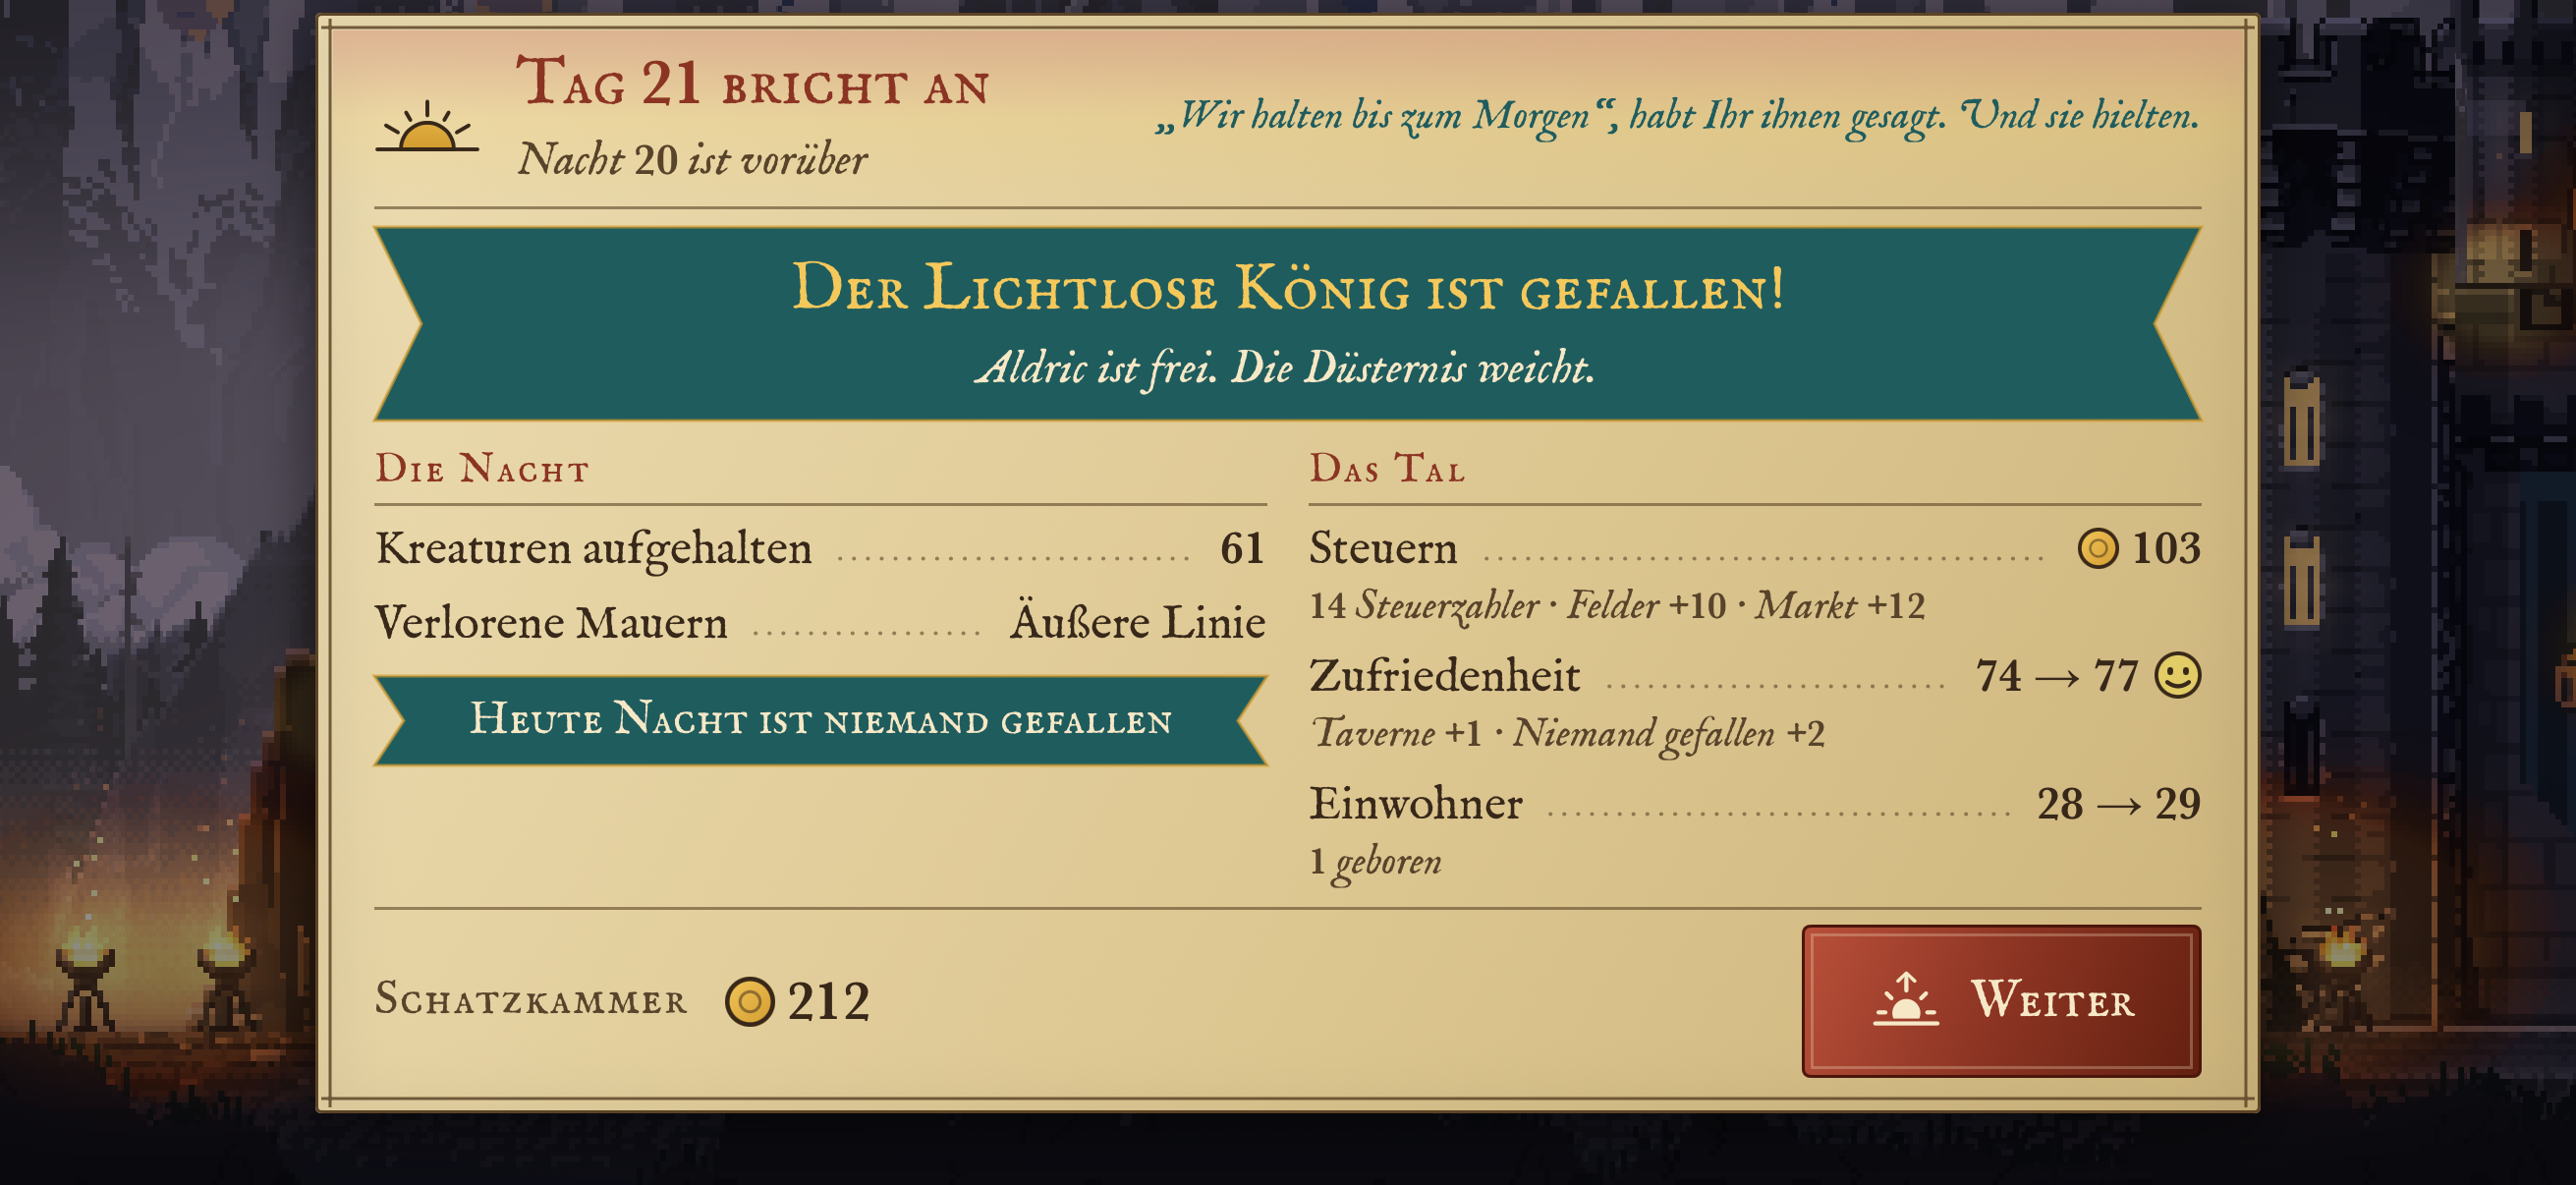 Tag 21 bricht an
Nacht 20 ist vorüber
„Wir halten bis zum Morgen“, habt Ihr ihnen gesagt. Und sie hielten.
Der Lichtlose König ist gefallen!
Aldric ist frei. Die Düsternis weicht.
Die Nacht
Kreaturen aufgehalten 61
Verlorene Mauern Äußere Linie
Heute Nacht ist niemand gefallen
Das Tal
Steuern 103
14 Steuerzahler · Felder +10 · Markt +12
Zufriedenheit 74 → 77
Taverne +1 · Niemand gefallen +2
Einwohner 28 → 29
1 geboren
Schatzkammer 212
Weiter